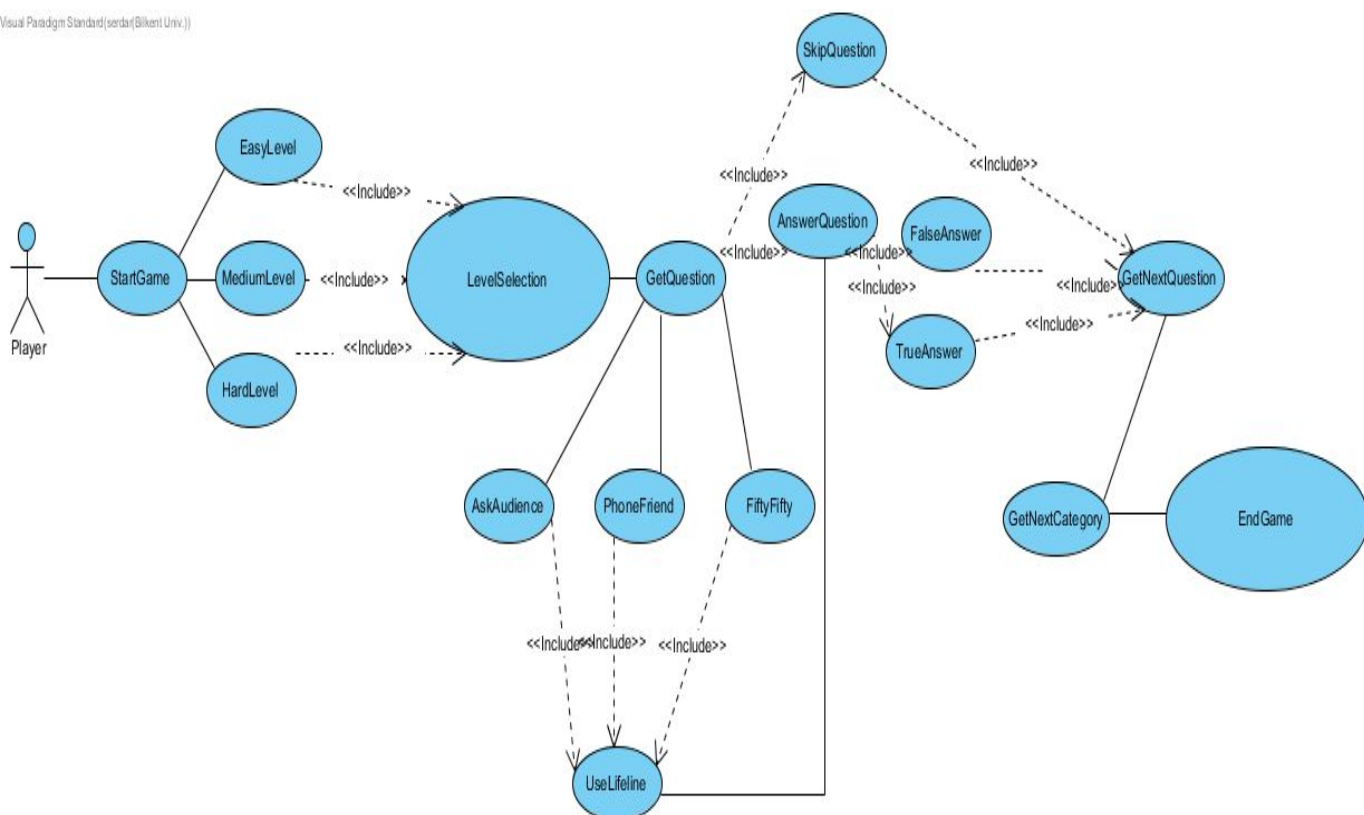 Visual Paradigm Standard(serdar(Bilkent Univ.))
SkipQuestion
EasyLevel
<<Include>>
<<Include>>
<<Include>>
AnswerQuestion
FalseAnswer
<<Include>>
<<Include>>
Player
StartGame
MediumLevel
<<Include>>
LevelSelection
GetQuestion
<<Include>>
<<Include>>
GetNextQuestion
<<Include>>
<<Include>>
TrueAnswer
HardLevel
AskAudience
PhoneFriend
FiftyFifty
GetNextCategory
EndGame
<<Include>>
<<Include>>
<<Include>>
UseLifeline